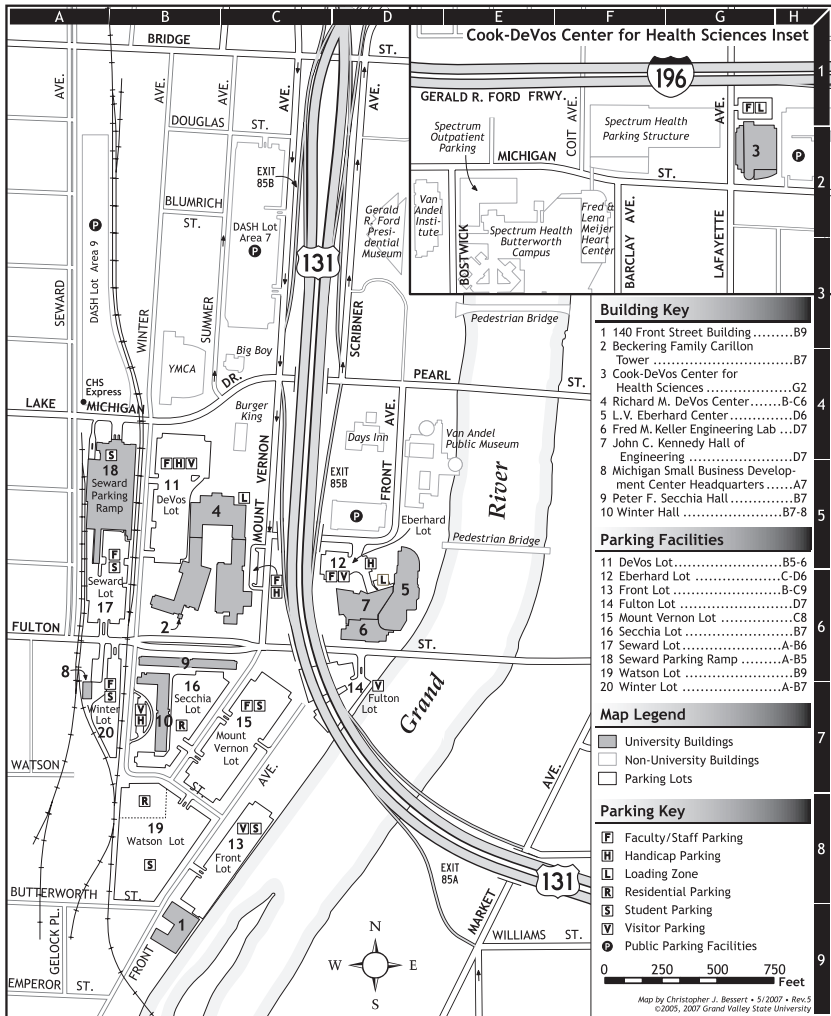 A B C D E F G H
BRIDGE ST.
Cook-DeVos Center for Health Sciences Inset
196
GERALD R. FORD FRWY.
COIT AVE.
AVE.
F L
Spectrum Health
Parking Structure
Spectrum
Outpatient
Parking
MICHIGAN ST.
3
P
Van
Andel
Insti-
tute
BOSTWICK
Spectrum Health
Butterworth
Campus
Fred &
Lena
Meijer
Heart
Center
BARCLAY AVE.
LAFAYETTE
1
2
3
4
5
6
7
8
9
AVE.
AVE.
AVE.
AVE.
AVE.
DOUGLAS ST.
EXIT
85B
BLUMRICH
ST.
P
DASH Lot Area 9
DASH Lot
Area 7
P
Gerald
R. Ford
Presi-
dential
Museum
131
SEWARD
WINTER
SUMMER
SCRIBNER
Pedestrian Bridge
YMCA
Big Boy
DR.
PEARL ST.
CHS
Express
LAKE MICHIGAN
Burger
King
MOUNT VERNON
Days Inn
FRONT AVE.
Van Andel
Public Museum
EXIT
85B
P
S
18
Seward
Parking
Ramp
F H V
11
DeVos
Lot
L
4
River
Eberhard
Lot
Pedestrian Bridge
F
S
Seward
Lot
17
12
F V
H
L
5
F
H
7
6
2
FULTON ST.
8
F
S
Winter
Lot
20
9
V
H
10
16
Secchia
Lot
R
F S
15
Mount
Vernon
Lot
14
V
Fulton
Lot
Grand
WATSON
ST.
AVE.
AVE.
R
19
Watson Lot
S
V S
13
Front
Lot
EXIT
85A
131
BUTTERWORTH ST.
GELOCK PL.
1
FRONT
MARKET
WILLIAMS ST.
EMPEROR ST.
N
W E
S
Building Key
1 140 Front Street Building .........B9
2 Beckering Family Carillon
Tower ..................................B7
3 Cook-DeVos Center for
Health Sciences ....................G2
4 Richard M. DeVos Center.......B-C6
5 L.V. Eberhard Center..............D6
6 Fred M. Keller Engineering Lab ...D7
7 John C. Kennedy Hall of
Engineering ..........................D7
8 Michigan Small Business Develop-
ment Center Headquarters .......A7
9 Peter F. Secchia Hall ...............B7
10 Winter Hall ........................B7-8
Parking Facilities
11 DeVos Lot............................B5-6
12 Eberhard Lot ......................C-D6
13 Front Lot ...........................B-C9
14 Fulton Lot ............................D7
15 Mount Vernon Lot ..................C8
16 Secchia Lot ..........................B7
17 Seward Lot.........................A-B6
18 Seward Parking Ramp ...........A-B5
19 Watson Lot ...........................B9
20 Winter Lot .........................A-B7
Map Legend
University Buildings
Non-University Buildings
Parking Lots
Parking Key
F Faculty/Staff Parking
H Handicap Parking
L Loading Zone
R Residential Parking
S Student Parking
V Visitor Parking
P Public Parking Facilities
0 250 500 750
Feet
Map by Christopher J. Bessert • 5/2007 • Rev.5
©2005, 2007 Grand Valley State University